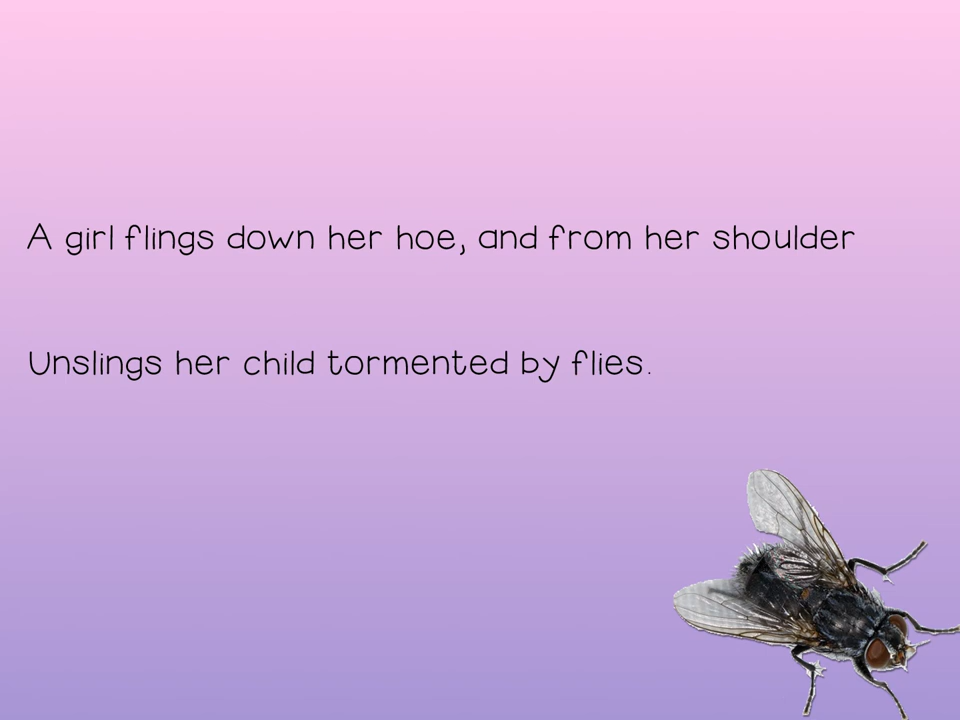 A girl flings down her hoe, and from her shoulder
Unslings her child tormented by flies.